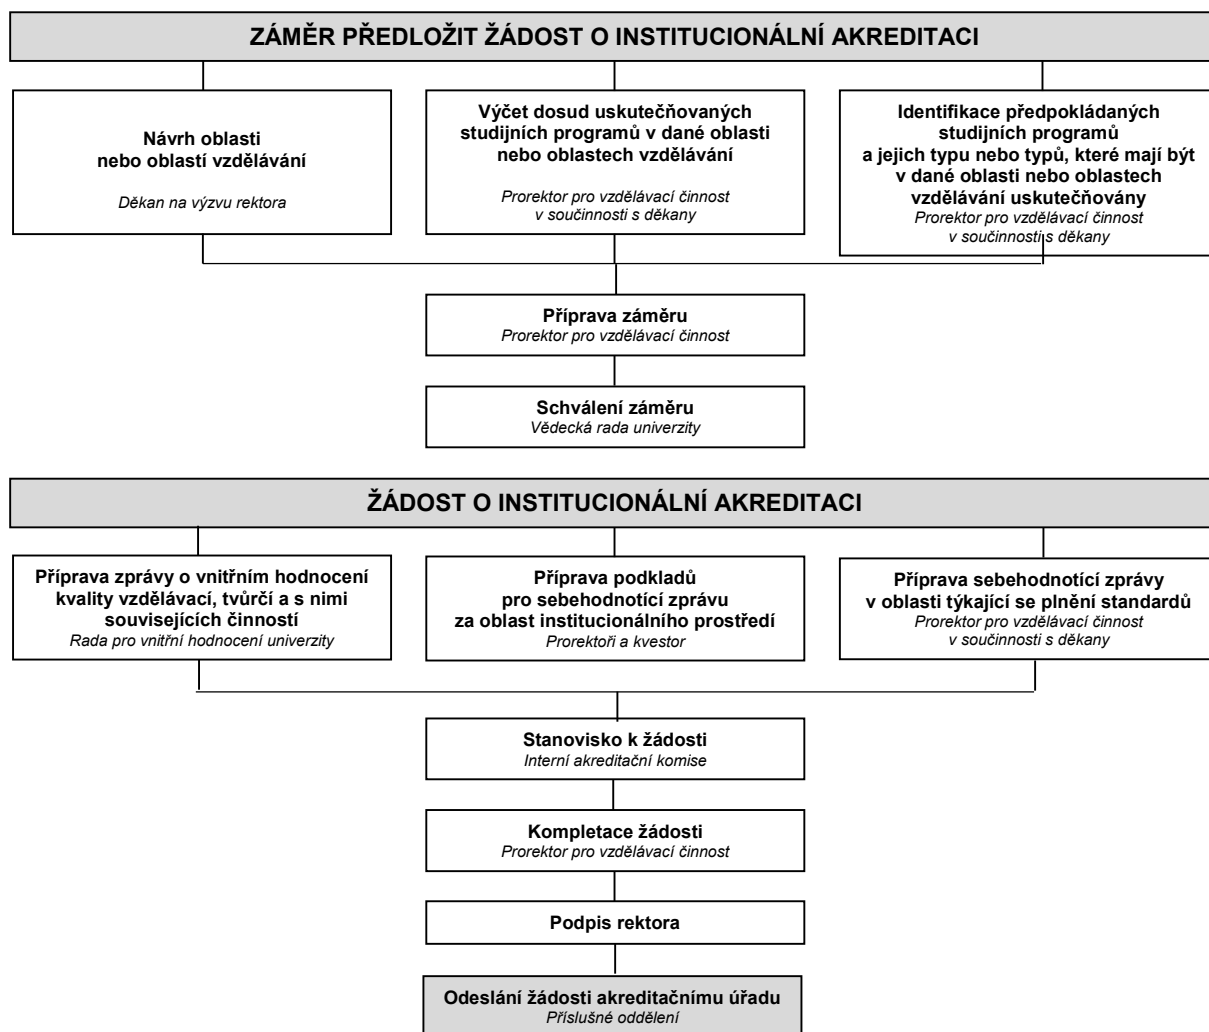 ZÁMĚR PŘEDLOŽIT ŽÁDOST O INSTITUCIONÁLNÍ AKREDITACI
Návrh oblasti
nebo oblastí vzdělávání
Děkan na výzvu rektora
Výčet dosud uskutečňovaných
studijních programů v dané oblasti
nebo oblastech vzdělávání
Prorektor pro vzdělávací činnost
v součinnosti s děkany
Identifikace předpokládaných
studijních programů
a jejich typu nebo typů, které mají být
v dané oblasti nebo oblastech
vzdělávání uskutečňovány
Prorektor pro vzdělávací činnost
v součinnosti s děkany
Příprava záměru
Prorektor pro vzdělávací činnost
Schválení záměru
Vědecká rada univerzity
ŽÁDOST O INSTITUCIONÁLNÍ AKREDITACI
Příprava zprávy o vnitřním hodnocení
kvality vzdělávací, tvůrčí a s nimi
souvisejících činností
Rada pro vnitřní hodnocení univerzity
Příprava podkladů
pro sebehodnotící zprávu
za oblast institucionálního prostředí
Prorektoři a kvestor
Příprava sebehodnotící zprávy
v oblasti týkající se plnění standardů
Prorektor pro vzdělávací činnost
v součinnosti s děkany
Stanovisko k žádosti
Interní akreditační komise
Kompletace žádosti
Prorektor pro vzdělávací činnost
Podpis rektora
Odeslání žádosti akreditačnímu úřadu
Příslušné oddělení